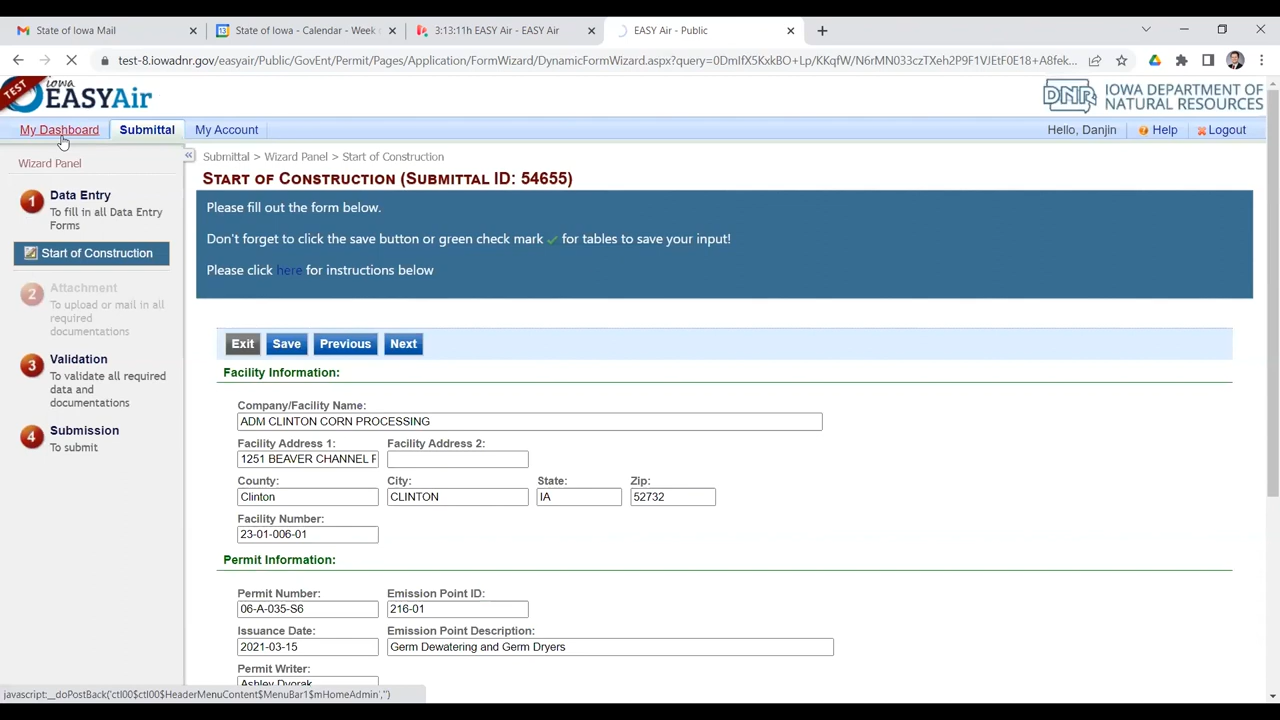 State of Iowa Mail
State of Iowa - Calendar - Week
3:13:11h EASY Air - EASY Air
EASY Air - Public
test-8.iowadnr.gov/easyair/Public/GovEnt/Permit/Pages/Application/FormWizard/DynamicFormWizard.aspx?query=0DmIfX5KxkBO+Lp/KKqfW/N6rMN033czTXeh2P9F1VJEtF0E18+A8fek...
TEST
iowa
EASYAir
DNR
IOWA DEPARTMENT OF
NATURAL RESOURCES
My Dashboard
Submittal
My Account
Hello, Danjin
Help
Logout
Wizard Panel
1
Data Entry
To fill in all Data Entry
Forms
Start of Construction
2
Attachment
To upload or mail in all
required
documentations
3
Validation
To validate all required
data and
documentations
4
Submission
To submit
Submittal > Wizard Panel > Start of Construction
START OF CONSTRUCTION (SUBMITTAL ID: 54655)
Please fill out the form below.
Don't forget to click the save button or green check mark for tables to save your input!
Please click here for instructions below
Exit Save Previous Next
Facility Information:
Company/Facility Name:
ADM CLINTON CORN PROCESSING
Facility Address 1: Facility Address 2:
1251 BEAVER CHANNEL F
County: City: State: Zip:
Clinton CLINTON IA 52732
Facility Number:
23-01-006-01
Permit Information:
Permit Number: Emission Point ID:
06-A-035-S6 216-01
Issuance Date: Emission Point Description:
2021-03-15 Germ Dewatering and Germ Dryers
Permit Writer:
Ashley Dvorak
javascript:__doPostBack('ctl00$ctl00$HeaderMenuContent$MenuBar1$mHomeAdmin','')